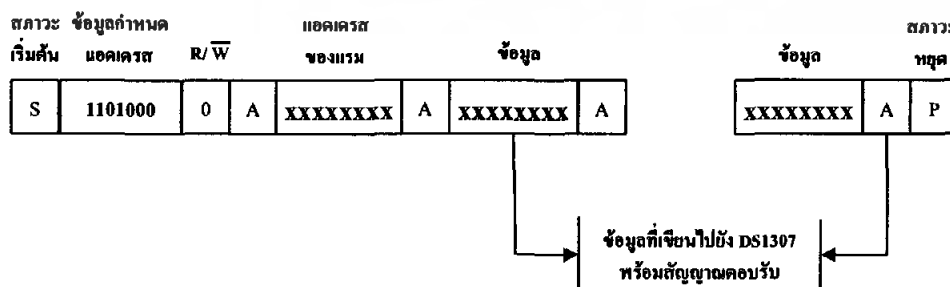 สภาวะ ข้อมูลกำหนด แอดเดรส สภาวะ
เริ่มต้น แอดเดรส R/W̅ ของแรม ข้อมูล ข้อมูล หยุด
S 1101000 0 A XXXXXXXX A XXXXXXXX A XXXXXXXX A P
ข้อมูลที่เขียนไปยัง DS1307
พร้อมสัญญาณตอบรับ